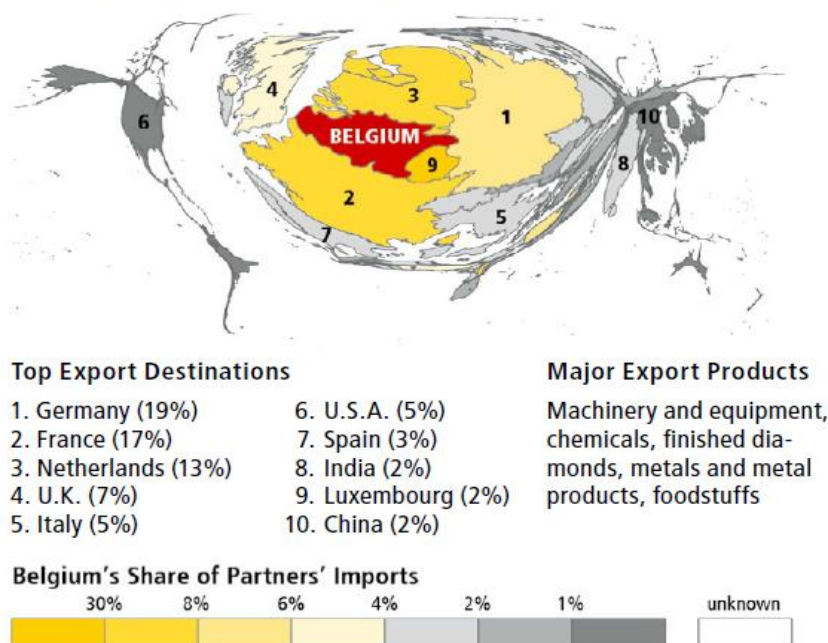 4
3
6
1
10
BELGIUM
9
8
2
5
7
Top Export Destinations
1. Germany (19%)
2. France (17%)
3. Netherlands (13%)
4. U.K. (7%)
5. Italy (5%)
6. U.S.A. (5%)
7. Spain (3%)
8. India (2%)
9. Luxembourg (2%)
10. China (2%)
Major Export Products
Machinery and equipment,
chemicals, finished dia-
monds, metals and metal
products, foodstuffs
Belgium's Share of Partners' Imports
30% 8% 6% 4% 2% 1% unknown